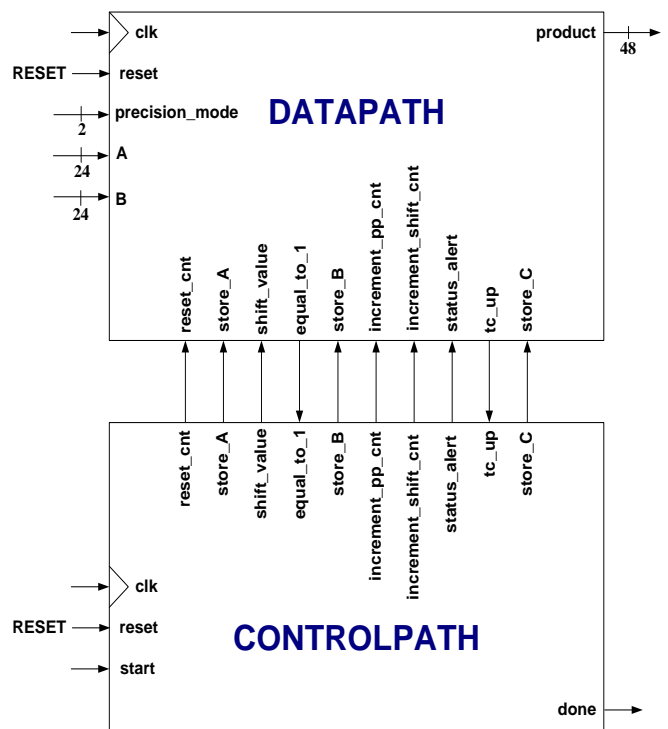 clk
product
48
RESET
reset
precision_mode
2
DATAPATH
A
24
B
24
reset_cnt
store_A
shift_value
equal_to_1
store_B
increment_pp_cnt
increment_shift_cnt
status_alert
tc_up
store_C
reset_cnt
store_A
shift_value
equal_to_1
store_B
increment_pp_cnt
increment_shift_cnt
status_alert
tc_up
store_C
clk
RESET
reset
CONTROLPATH
start
done